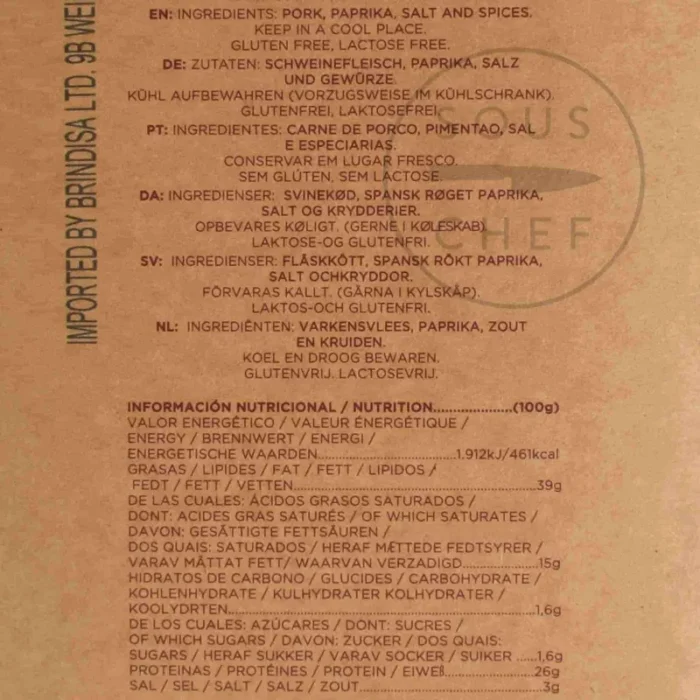 EN: INGREDIENTS: PORK, PAPRIKA, SALT AND SPICES.
KEEP IN A COOL PLACE.
GLUTEN FREE, LACTOSE FREE.
DE: ZUTATEN: SCHWEINEFLEISCH, PAPRIKA, SALZ
UND GEWÜRZE.
KÜHL AUFBEWAHREN (VORZUGSWEISE IM KÜHLSCHRANK).
GLUTENFREI, LAKTOSEFREI.
PT: INGREDIENTES: CARNE DE PORCO, PIMENTAO, SAL
E ESPECIARIAS.
CONSERVAR EM LUGAR FRESCO.
SEM GLÚTEN, SEM LACTOSE.
DA: INGREDIENSER: SVINEKØD, SPANSK RØGET PAPRIKA,
SALT OG KRYDDERIER.
OPBEVARES KØLIGT. (GERNE I KØLESKAB).
LAKTOSE-OG GLUTENFRI.
SV: INGREDIENSER: FLÄSKKÖTT, SPANSK RÖKT PAPRIKA,
SALT OCHKRYDDOR.
FÖRVARAS KALLT. (GÄRNA I KYLSKÅP).
LAKTOS-OCH GLUTENFRI.
NL: INGREDIËNTEN: VARKENSVLEES, PAPRIKA, ZOUT
EN KRUIDEN.
KOEL EN DROOG BEWAREN.
GLUTENVRIJ. LACTOSEVRIJ.
IMPORTED BY BRINDISA LTD. 9B WEI
SOUS
CHEF
INFORMACIÓN NUTRICIONAL / NUTRITION....................(100g)
VALOR ENERGÉTICO / VALEUR ÉNERGÉTIQUE /
ENERGY / BRENNWERT / ENERGI /
ENERGETISCHE WAARDEN..................................1.912kJ/461kcal
GRASAS / LIPIDES / FAT / FETT / LIPIDOS /
FEDT / FETT / VETTEN............................................................39g
DE LAS CUALES: ÁCIDOS GRASOS SATURADOS /
DONT: ACIDES GRAS SATURÉS / OF WHICH SATURATES /
DAVON: GESÄTTIGTE FETTSÄUREN /
DOS QUAIS: SATURADOS / HERAF METTEDE FEDTSYRER /
VARAV MÄTTAT FETT/ WAARVAN VERZADIGD...................15g
HIDRATOS DE CARBONO / GLUCIDES / CARBOHYDRATE /
KOHLENHYDRATE / KULHYDRATER KOLHYDRATER /
KOOLYDRTEN...........................................................................1,6g
DE LOS CUALES: AZÚCARES / DONT: SUCRES /
OF WHICH SUGARS / DAVON: ZUCKER / DOS QUAIS:
SUGARS / HERAF SUKKER / VARAV SOCKER / SUIKER .....1,6g
PROTEINAS / PROTÉINES / PROTEIN / EIWEß......................26g
SAL / SEL / SALT / SALZ / ZOUT.............................................3g